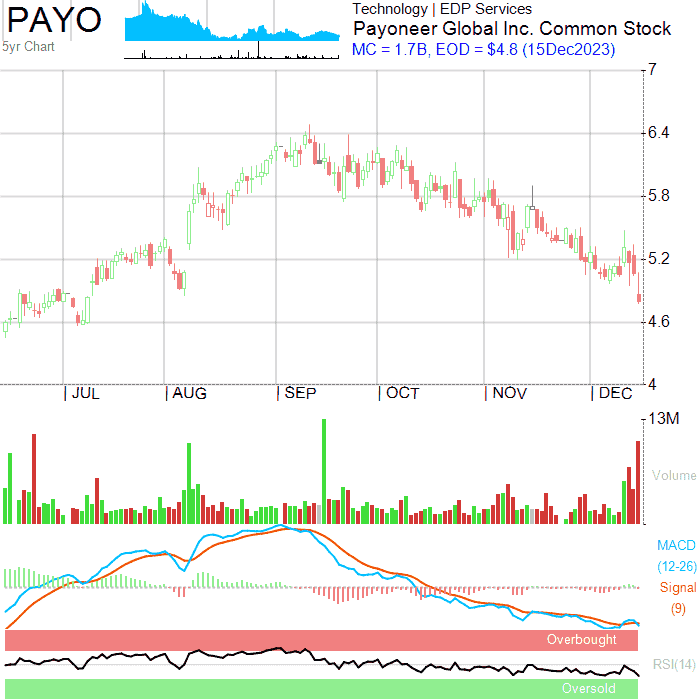 PAYO
5yr Chart
Technology | EDP Services
Payoneer Global Inc. Common Stock
MC = 1.7B, EOD = $4.8 (15Dec2023)
7
6.4
5.8
5.2
4.6
4
JUL
AUG
SEP
OCT
NOV
DEC
13M
Volume
MACD
(12-26)
Signal
(9)
Overbought
RSI(14)
Oversold